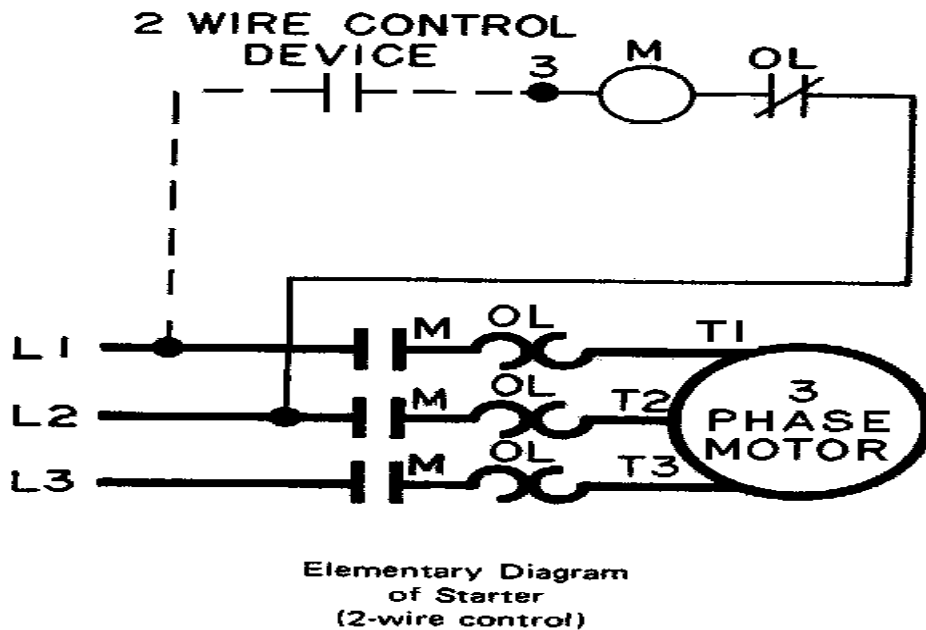 2 WIRE CONTROL
DEVICE
3
M
OL
L1
M
OL
T1
L2
M
OL
T2
L3
M
OL
T3
3
PHASE
MOTOR
Elementary Diagram
of Starter
(2-wire control)